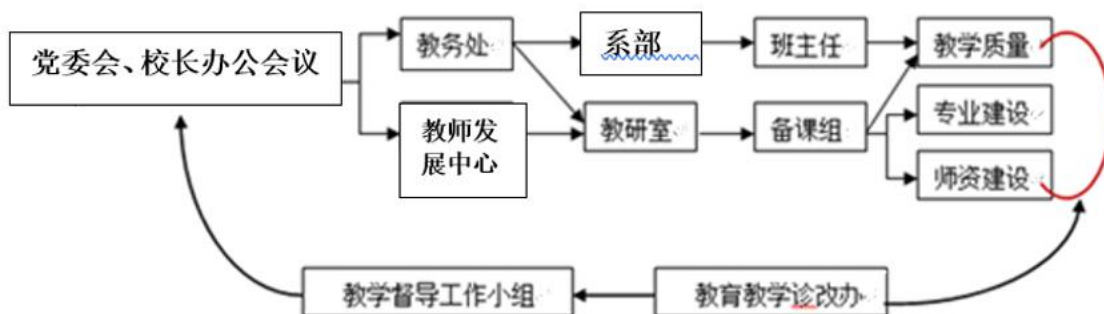 党委会、校长办公会议
教务处
系部
班主任
教学质量
教师发
展中心
教研室
备课组
专业建设
师资建设
教学督导工作小组
教育教学诊改办